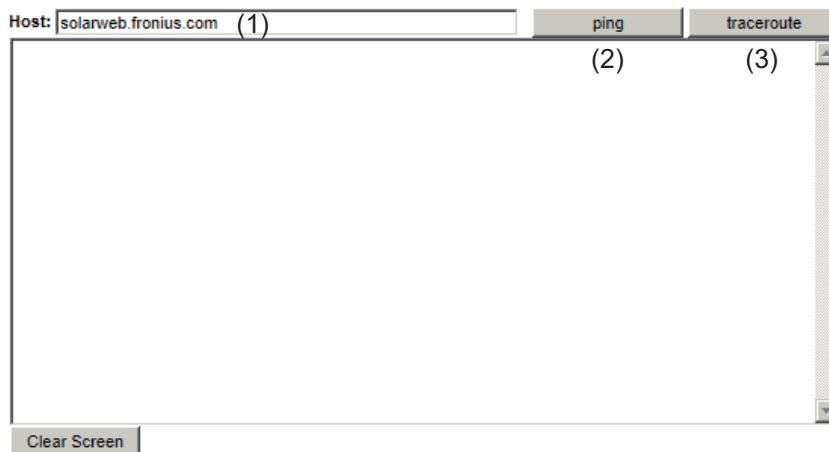 Host: solarweb.fronius.com (1) ping traceroute
(2) (3)
Clear Screen